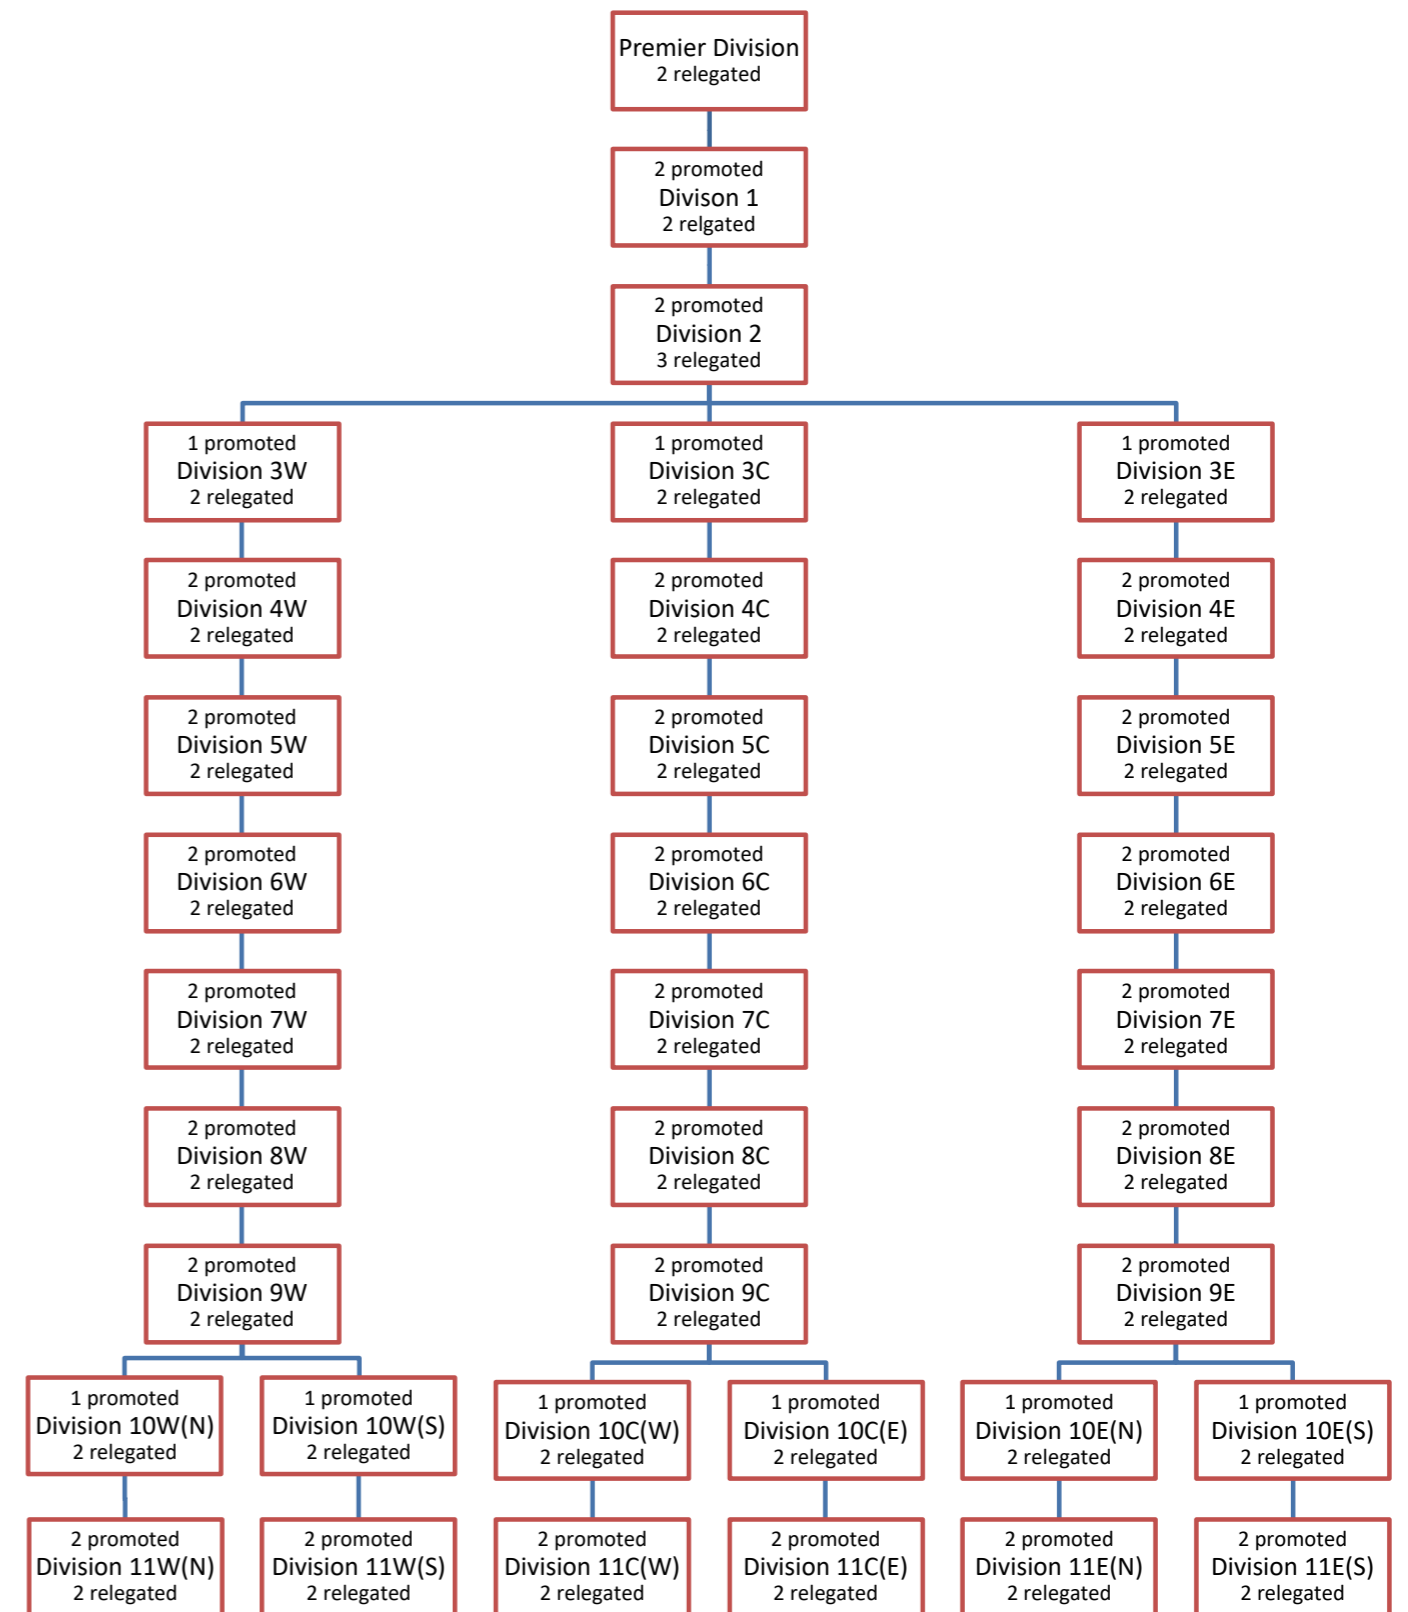 Premier Division
2 relegated
2 promoted
Divison 1
2 relgated
2 promoted
Division 2
3 relegated
1 promoted
Division 3W
2 relegated
1 promoted
Division 3C
2 relegated
1 promoted
Division 3E
2 relegated
2 promoted
Division 4W
2 relegated
2 promoted
Division 4C
2 relegated
2 promoted
Division 4E
2 relegated
2 promoted
Division 5W
2 relegated
2 promoted
Division 5C
2 relegated
2 promoted
Division 5E
2 relegated
2 promoted
Division 6W
2 relegated
2 promoted
Division 6C
2 relegated
2 promoted
Division 6E
2 relegated
2 promoted
Division 7W
2 relegated
2 promoted
Division 7C
2 relegated
2 promoted
Division 7E
2 relegated
2 promoted
Division 8W
2 relegated
2 promoted
Division 8C
2 relegated
2 promoted
Division 8E
2 relegated
2 promoted
Division 9W
2 relegated
2 promoted
Division 9C
2 relegated
2 promoted
Division 9E
2 relegated
1 promoted
Division 10W(N)
2 relegated
1 promoted
Division 10W(S)
2 relegated
1 promoted
Division 10C(W)
2 relegated
1 promoted
Division 10C(E)
2 relegated
1 promoted
Division 10E(N)
2 relegated
1 promoted
Division 10E(S)
2 relegated
2 promoted
Division 11W(N)
2 relegated
2 promoted
Division 11W(S)
2 relegated
2 promoted
Division 11C(W)
2 relegated
2 promoted
Division 11C(E)
2 relegated
2 promoted
Division 11E(N)
2 relegated
2 promoted
Division 11E(S)
2 relegated